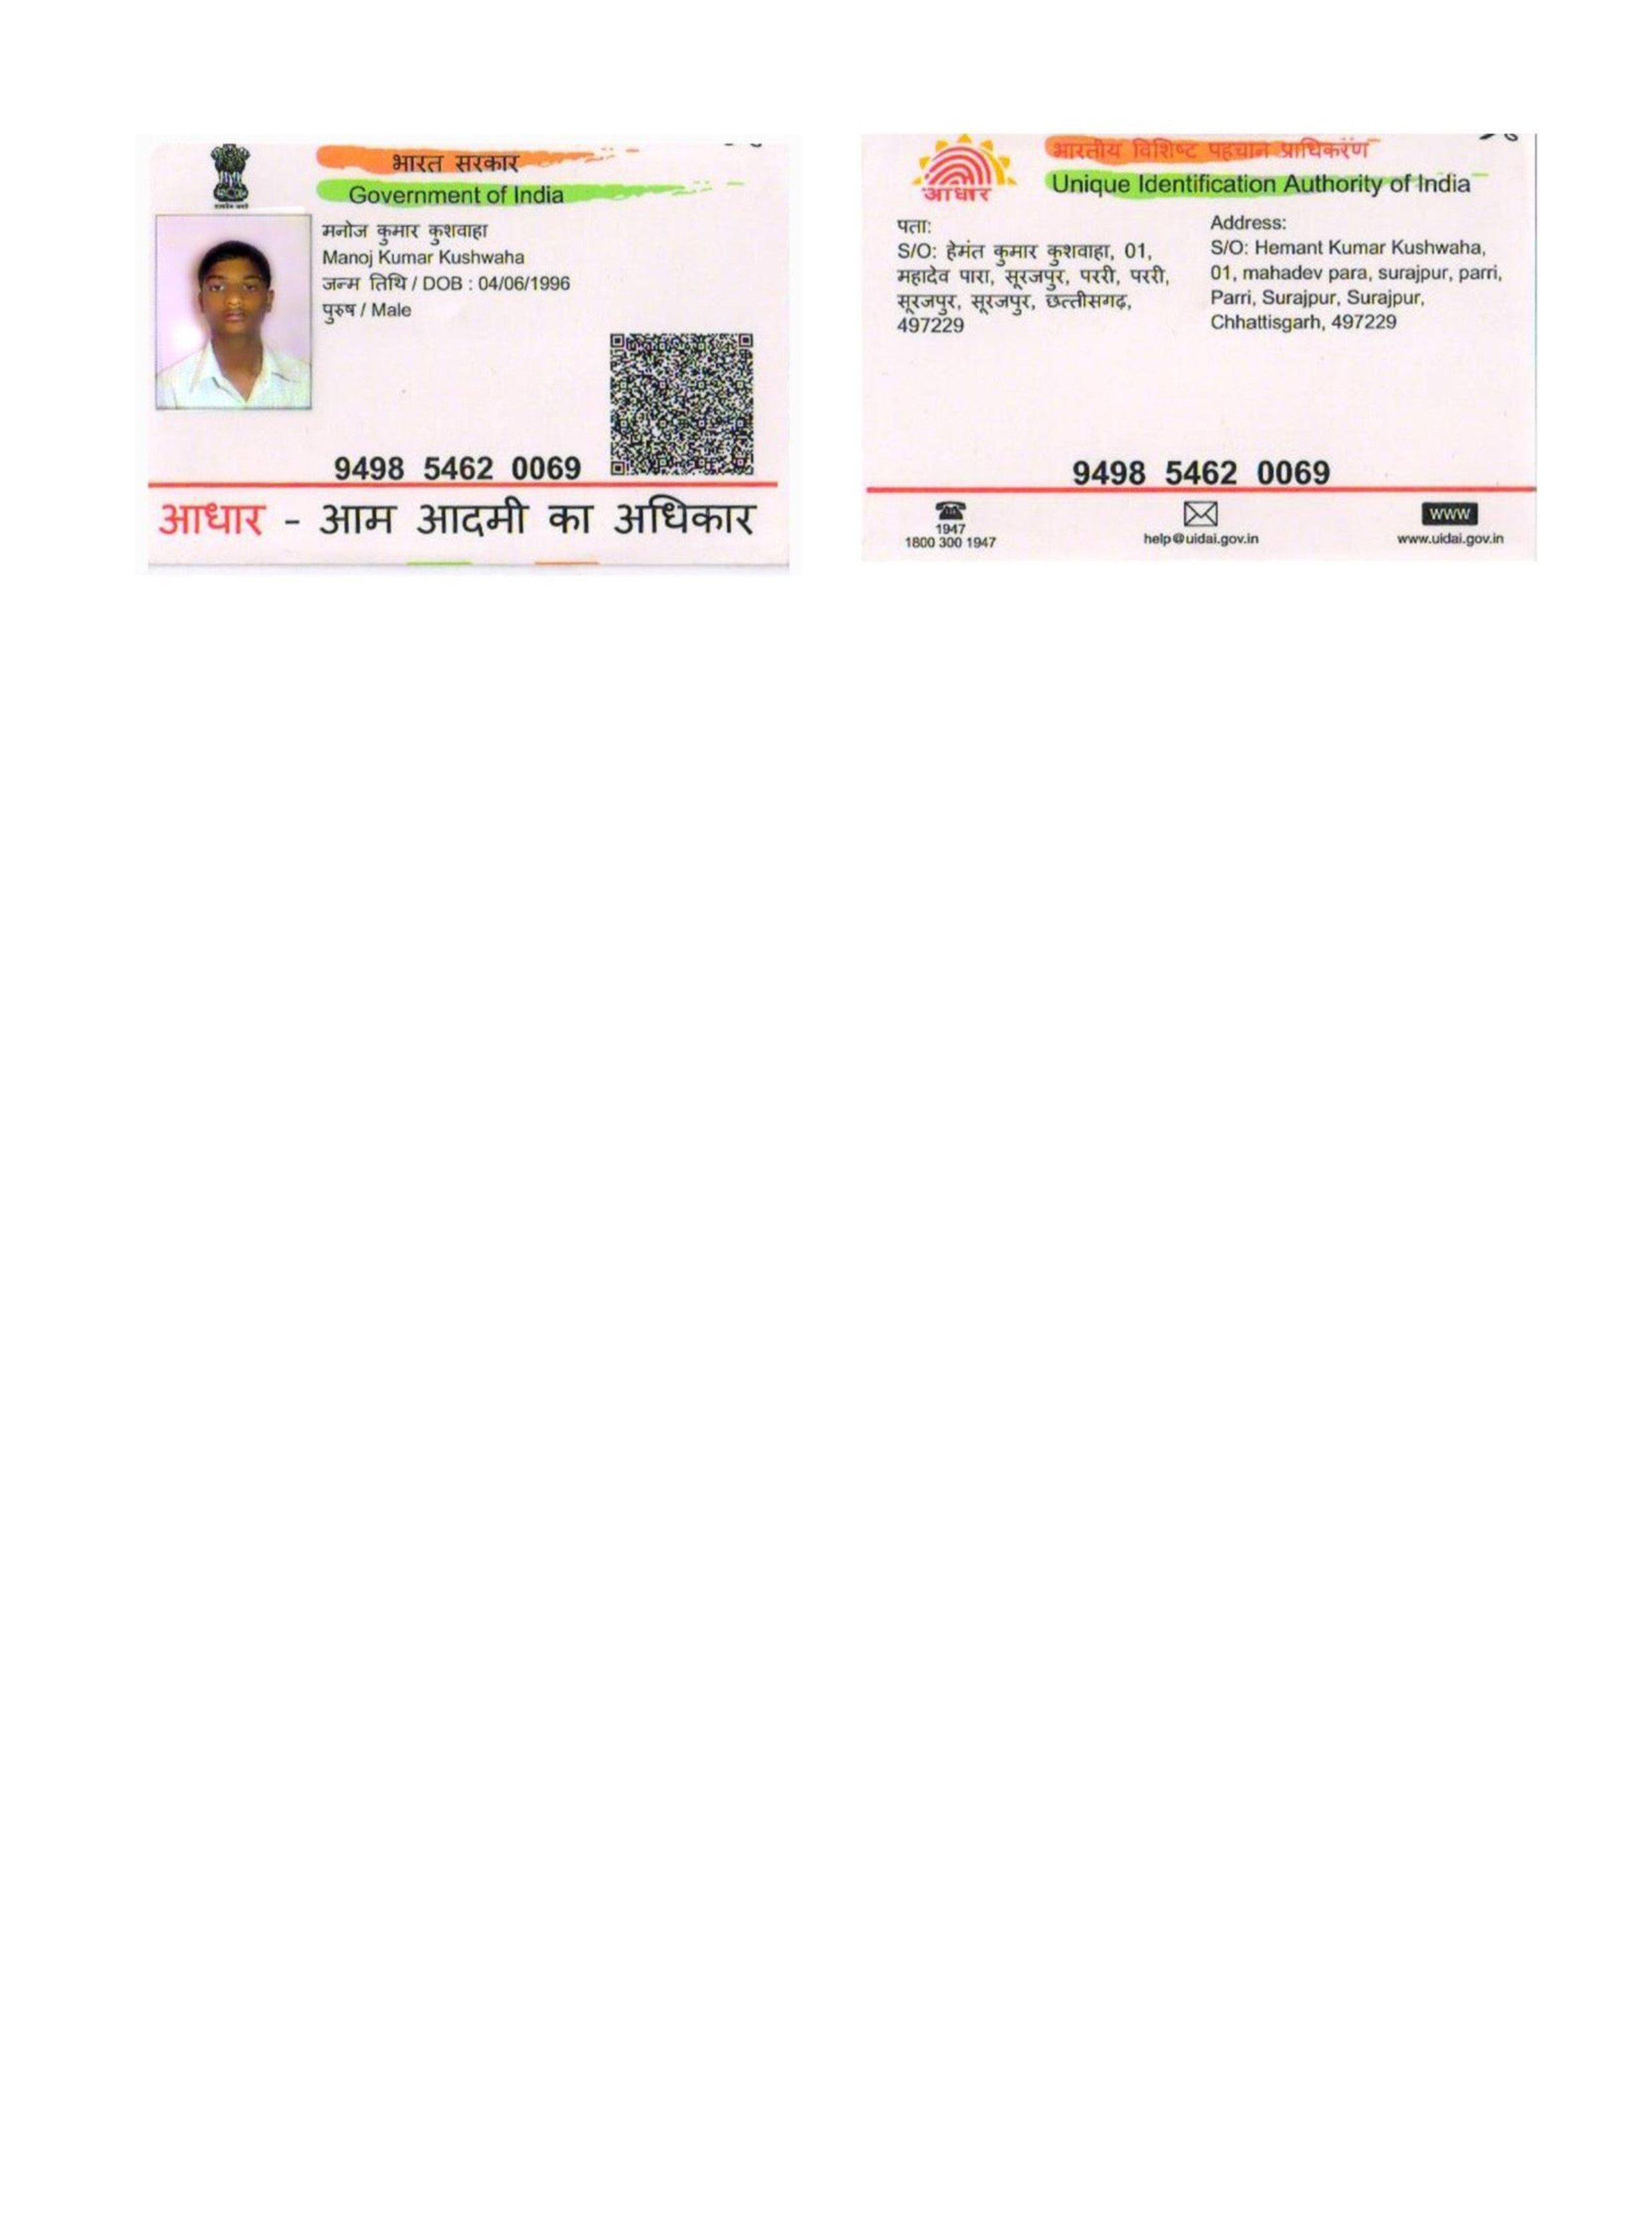 भारत सरकार
Government of India
मनोज कुमार कुशवाहा
Manoj Kumar Kushwaha
जन्म तिथि / DOB : 04/06/1996
पुरुष / Male
9498 5462 0069
आधार - आम आदमी का अधिकार
भारतीय विशिष्ट पहचान प्राधिकरण
Unique Identification Authority of India
आधार
पता:
S/O: हेमंत कुमार कुशवाहा, 01,
महादेव पारा, सूरजपुर, पररी, पररी,
सूरजपुर, सूरजपुर, छत्तीसगढ़,
497229
Address:
S/O: Hemant Kumar Kushwaha,
01, mahadev para, surajpur, parri,
Parri, Surajpur, Surajpur,
Chhattisgarh, 497229
9498 5462 0069
1947
1800 300 1947
help@uidai.gov.in
WWW
www.uidai.gov.in